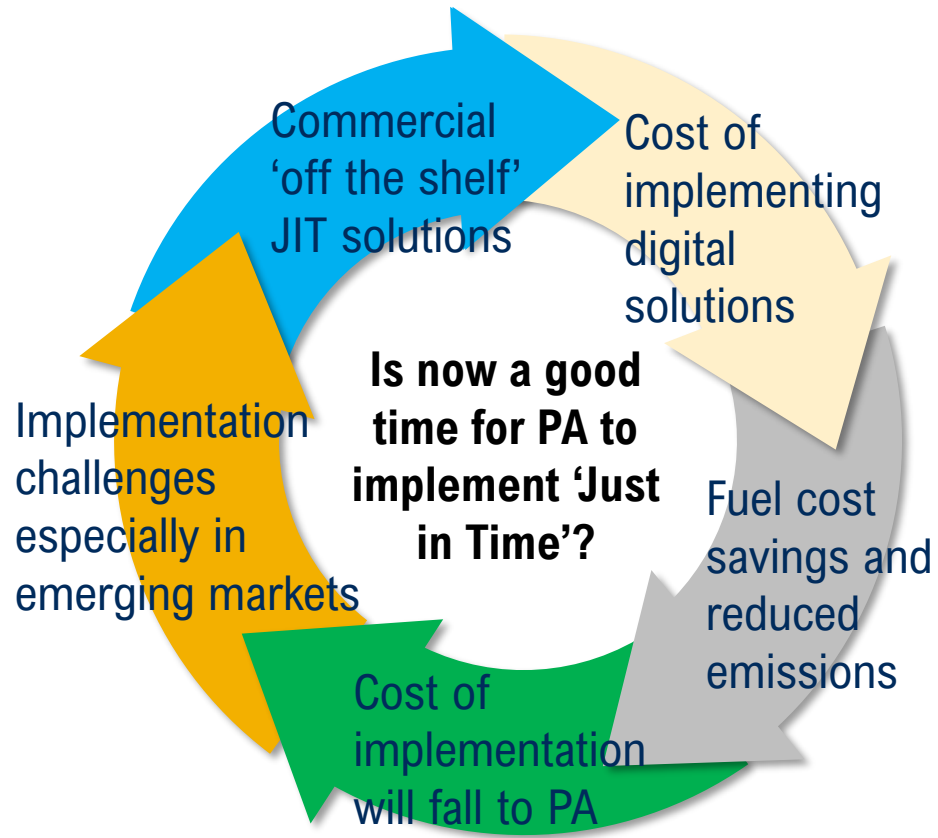 Commercial
‘off the shelf’
JIT solutions
Cost of
implementing
digital
solutions
Fuel cost
savings and
reduced
emissions
Cost of
implementation
will fall to PA
Implementation
challenges
especially in
emerging markets
Is now a good
time for PA to
implement ‘Just
in Time’?